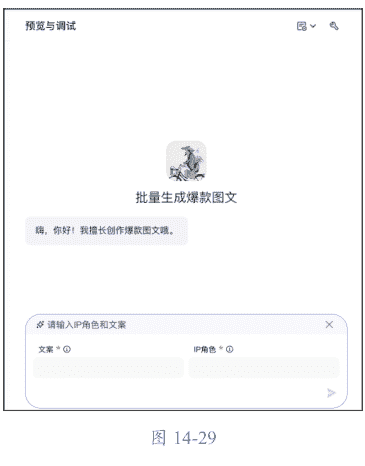 预览与调试
批量生成爆款图文
嗨，你好！我擅长创作爆款图文哦。
请输入IP角色和文案
文案 * IP角色 *
图 14-29